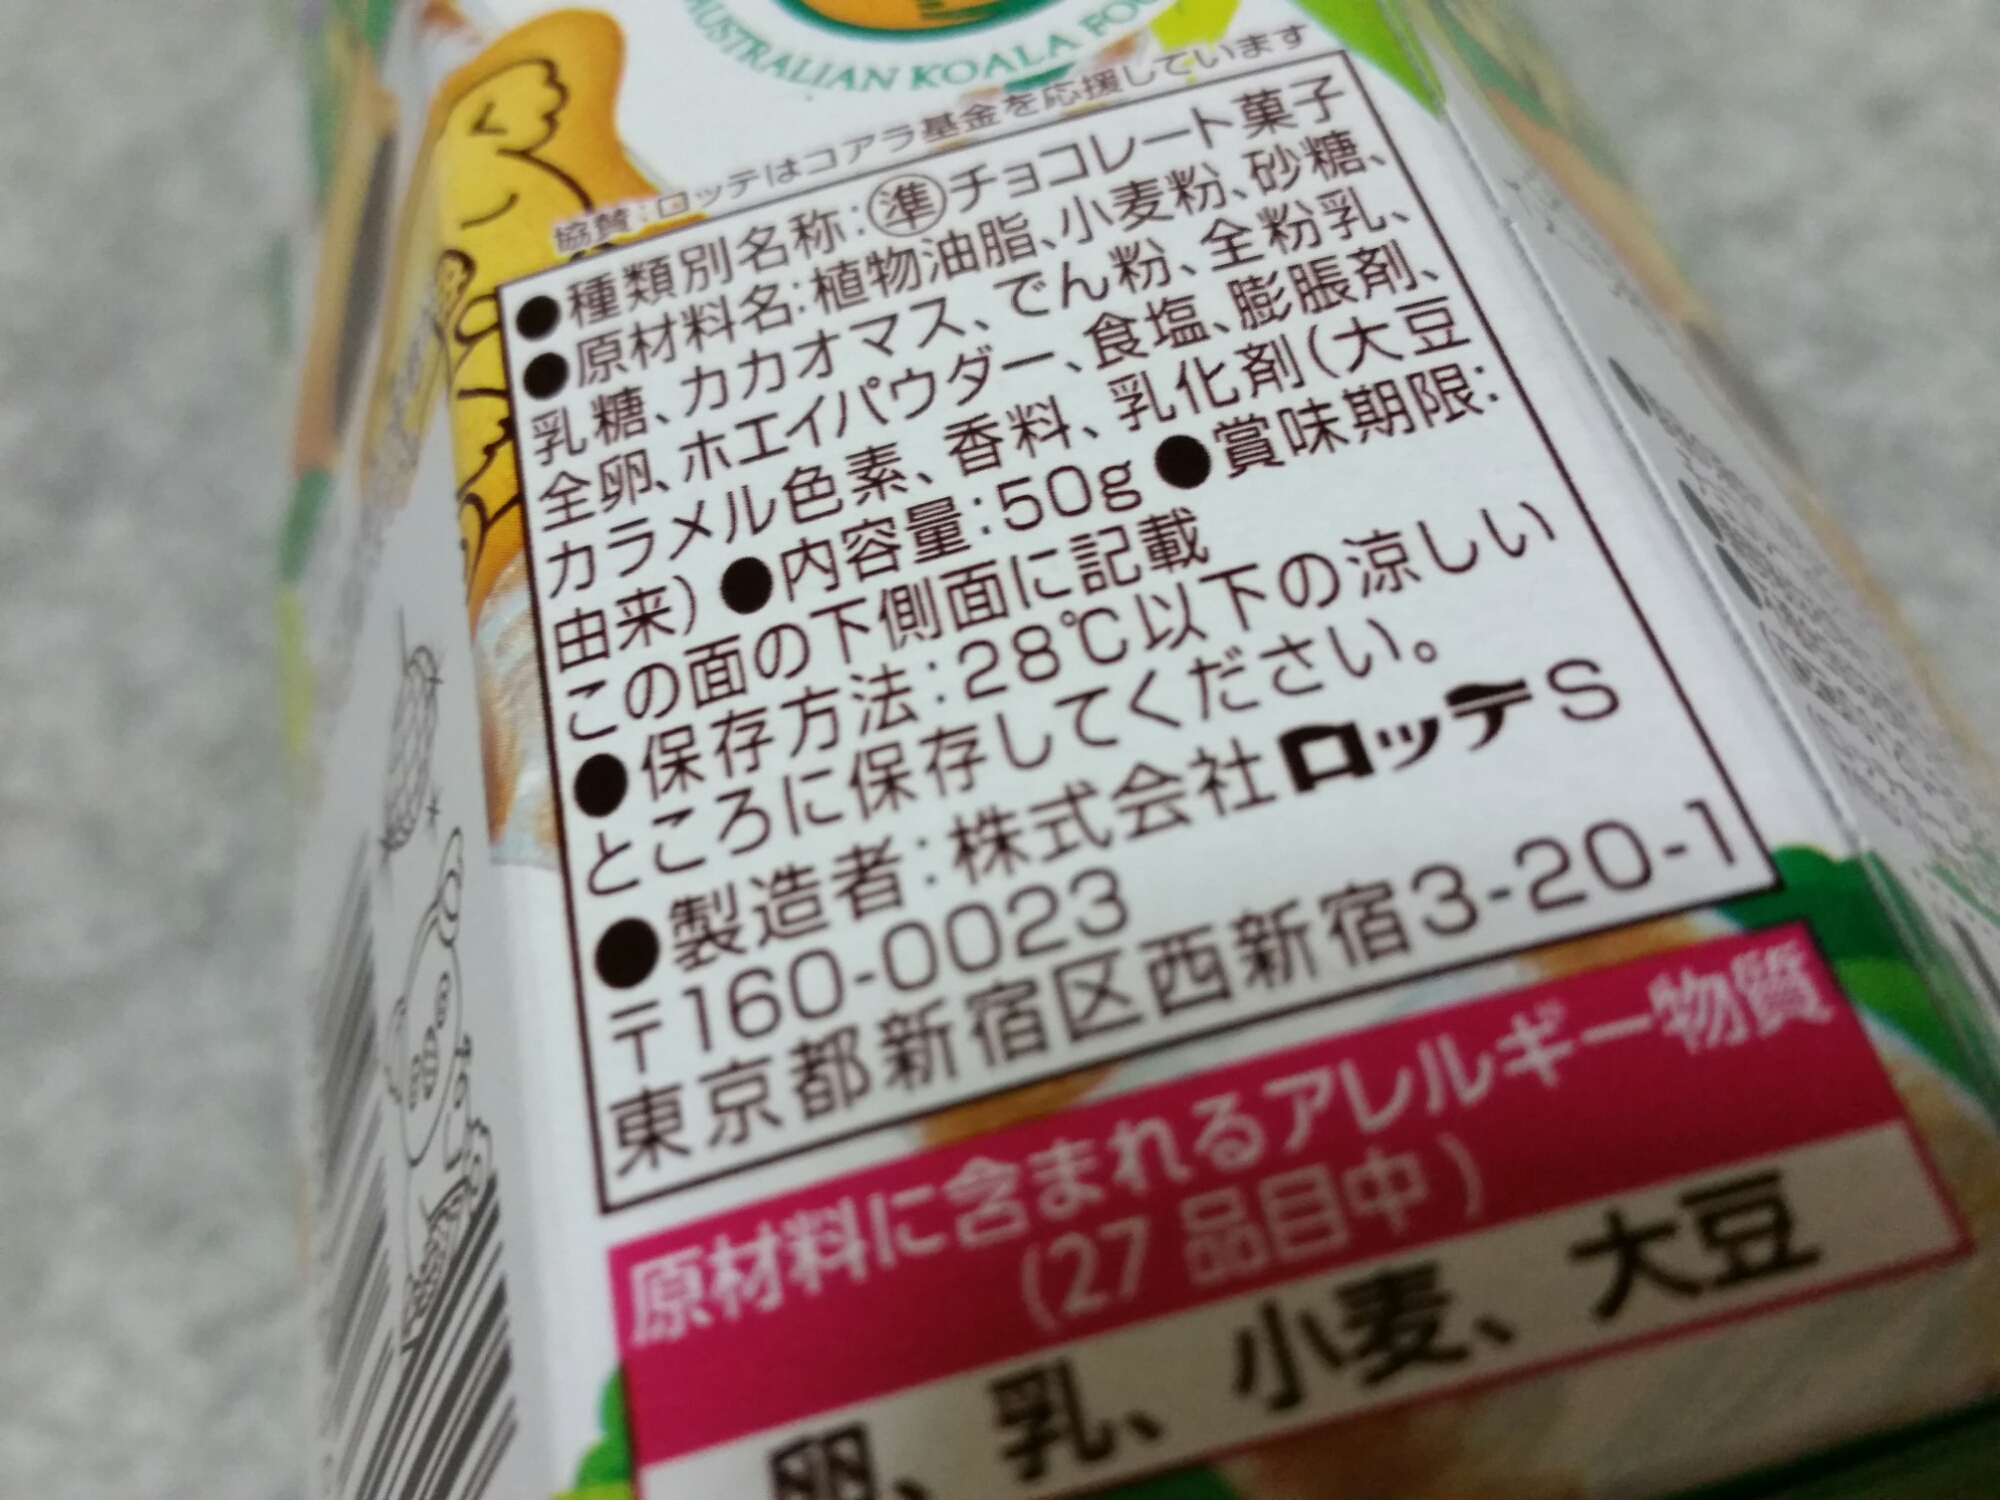 AUSTRALIAN KOALA
協賛:ロッテはコアラ基金を応援しています
●種類別名称:㊣チョコレート菓子
●原材料名:植物油脂、小麦粉、砂糖、
乳糖、カカオマス、でん粉、全粉乳、
全卵、ホエイパウダー、食塩、膨脹剤、
カラメル色素、香料、乳化剤(大豆
由来) ●内容量:50g ●賞味期限:
この面の下側面に記載
●保存方法:28℃以下の涼しい
ところに保存してください。
●製造者:株式会社ロッテS
〒160-0023
東京都新宿区西新宿3-20-1
原材料に含まれるアレルギー物質
(27品目中)
卵、乳、小麦、大豆